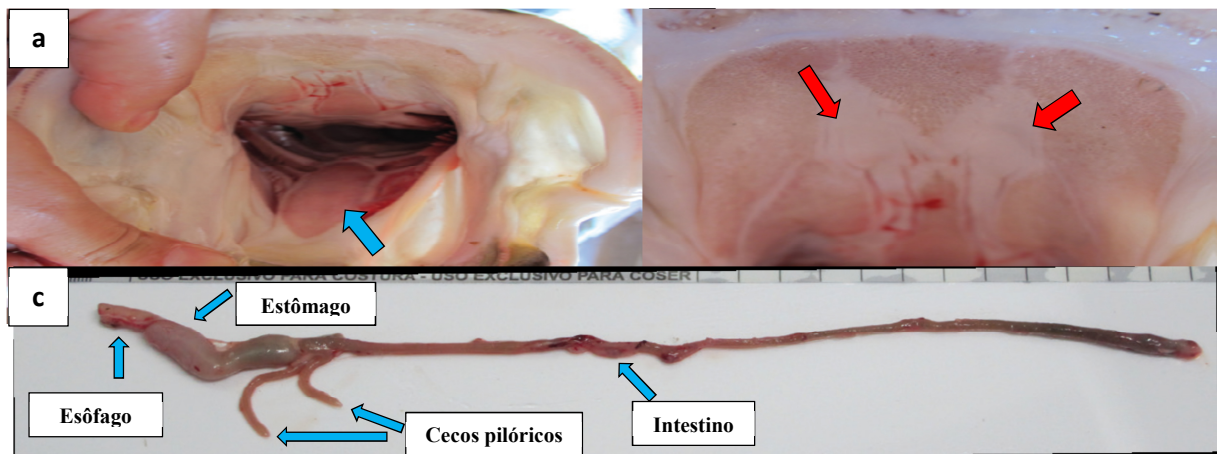 a
USO EXCLUSIVO PARA COSTURA - USO EXCLUSIVO PARA COSER
c
Estômago
Esôfago
Cecos pilóricos
Intestino